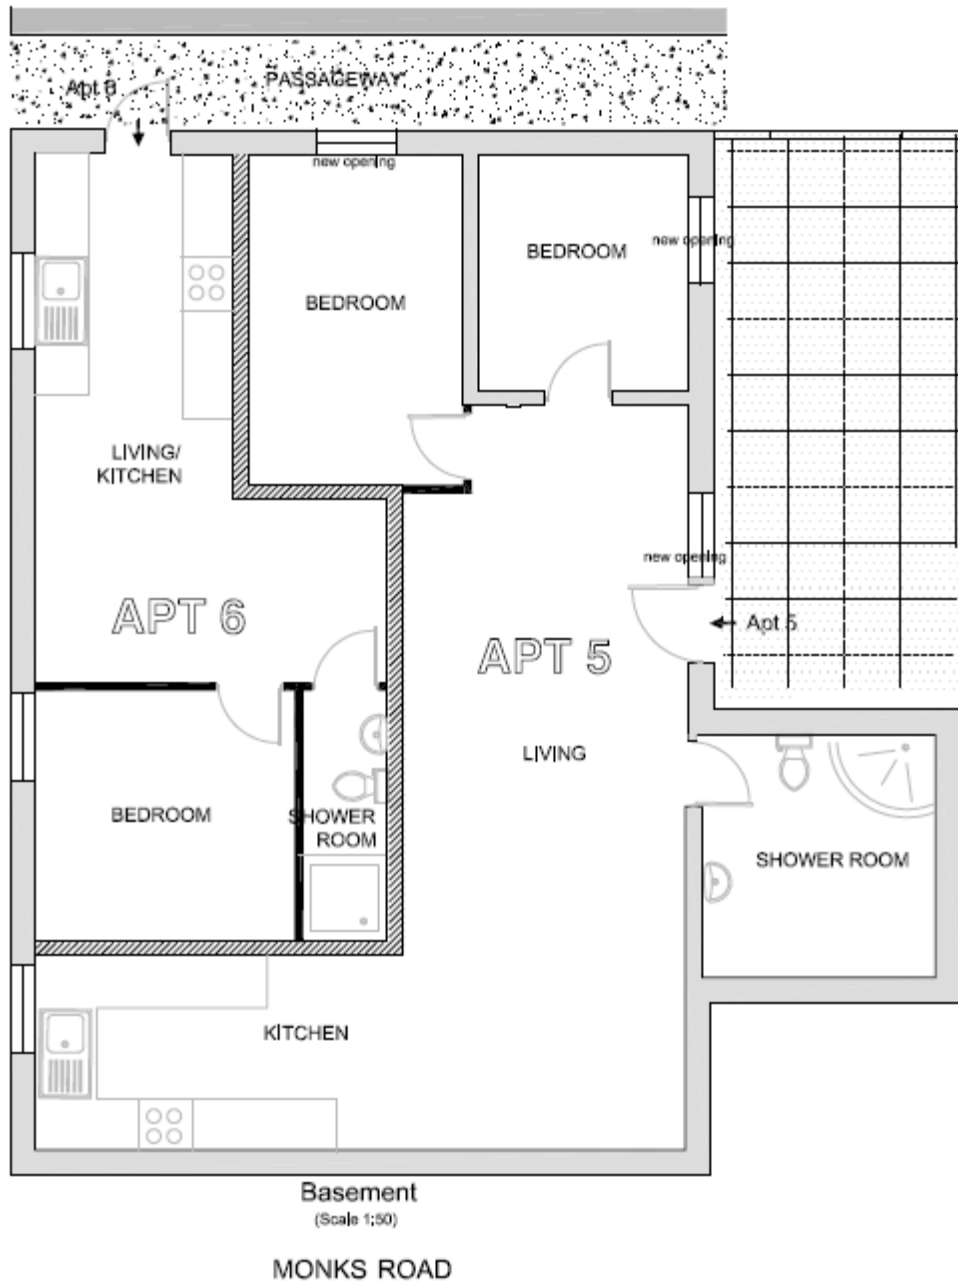 PASSAGEWAY
Apt 6
new opening
new opening
BEDROOM
BEDROOM
LIVING/
KITCHEN
new opening
APT 6
Apt 5
APT 5
LIVING
BEDROOM
SHOWER
ROOM
SHOWER ROOM
KITCHEN
Basement
(Scale 1:50)
MONKS ROAD